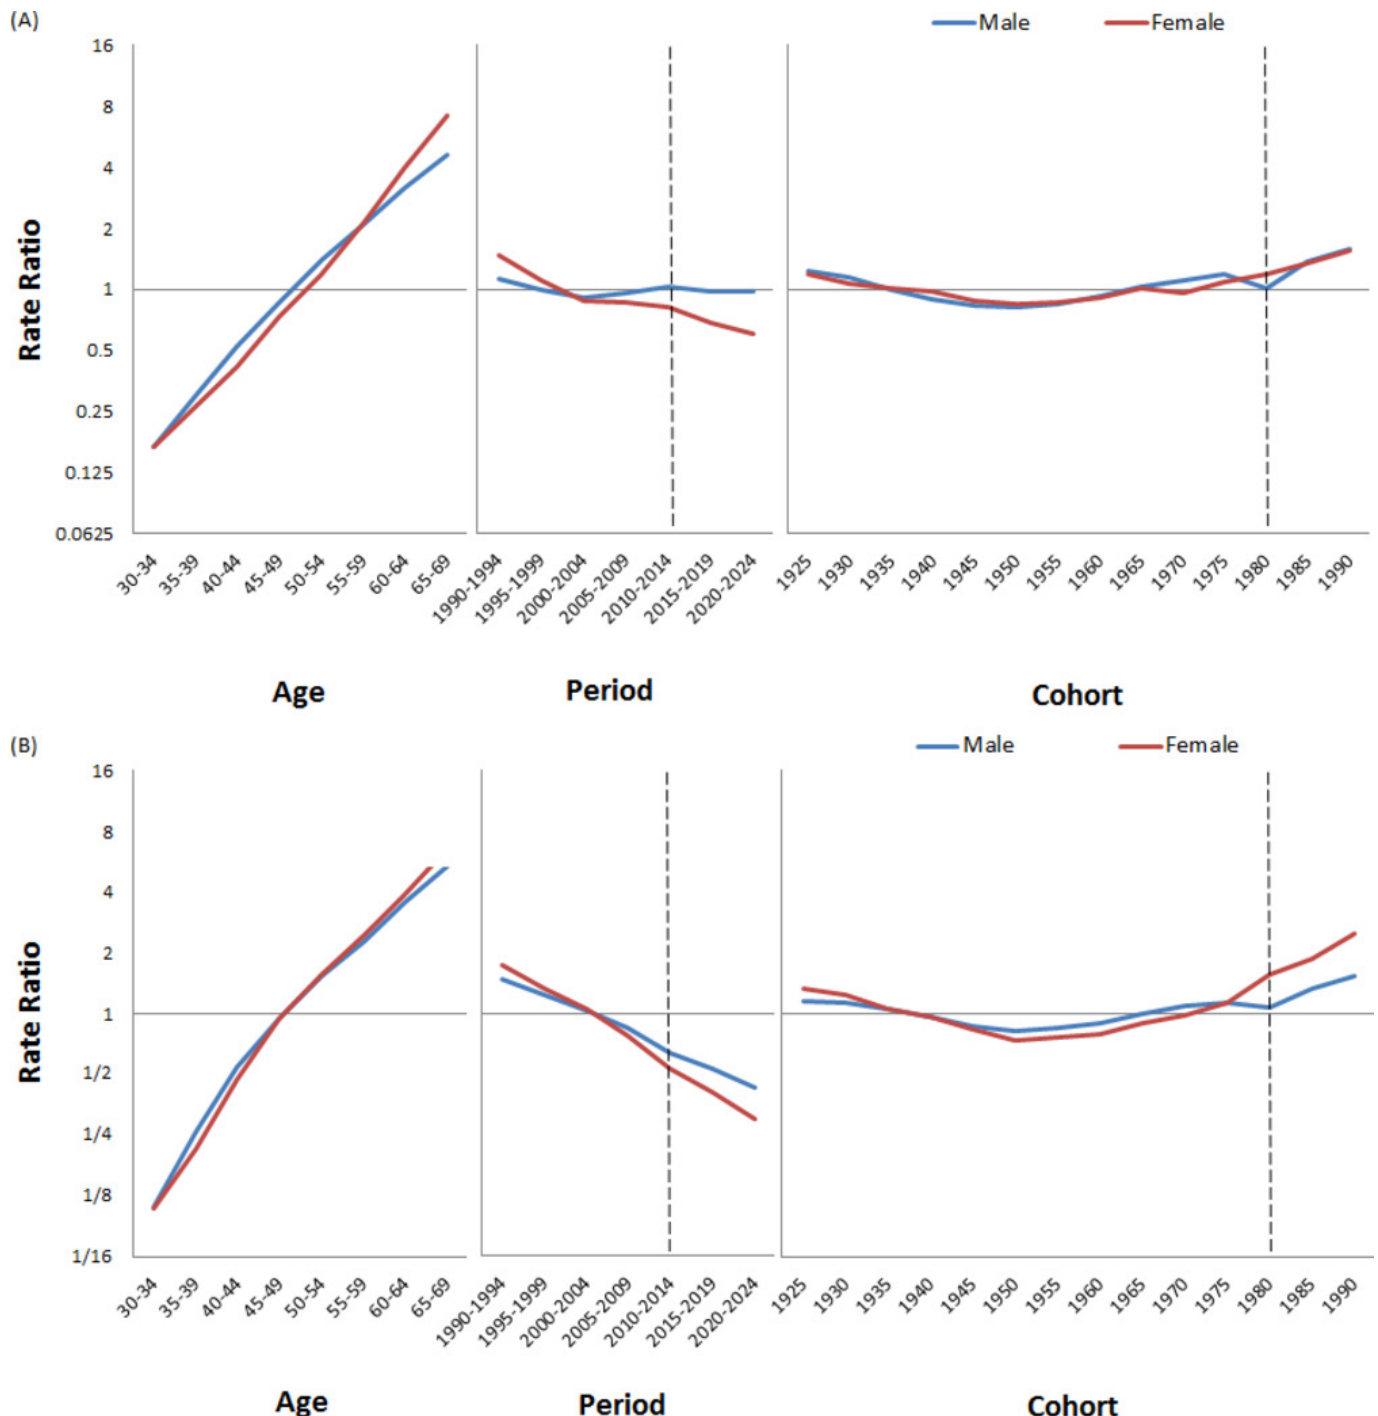 (A)
Male Female
16
8
4
2
1
0.5
0.25
0.125
0.0625
Rate Ratio
30-34 35-39 40-44 45-49 50-54 55-59 60-64 65-69
1990-1994 1995-1999 2000-2004 2005-2009 2010-2014 2015-2019 2020-2024
1925 1930 1935 1940 1945 1950 1955 1960 1965 1970 1975 1980 1985 1990
Age Period Cohort
(B)
Male Female
16
8
4
2
1
1/2
1/4
1/8
1/16
Rate Ratio
30-34 35-39 40-44 45-49 50-54 55-59 60-64 65-69
1990-1994 1995-1999 2000-2004 2005-2009 2010-2014 2015-2019 2020-2024
1925 1930 1935 1940 1945 1950 1955 1960 1965 1970 1975 1980 1985 1990
Age Period Cohort